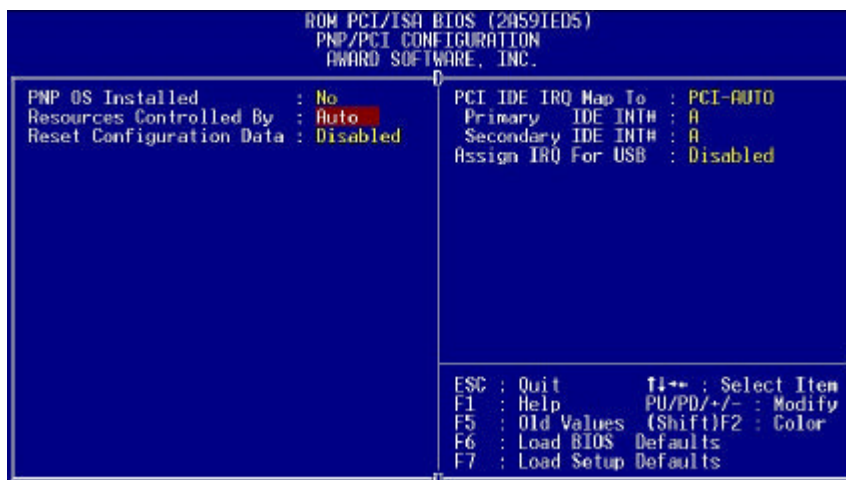 ROM PCI/ISA BIOS (2A59IED5)
PNP/PCI CONFIGURATION
AWARD SOFTWARE, INC.
PNP OS Installed : No
Resources Controlled By : Auto
Reset Configuration Data : Disabled
PCI IDE IRQ Map To : PCI-AUTO
Primary IDE INT# : A
Secondary IDE INT# : A
Assign IRQ For USB : Disabled
ESC : Quit ↑↓→← : Select Item
F1 : Help PU/PD/+/- : Modify
F5 : Old Values (Shift)F2 : Color
F6 : Load BIOS Defaults
F7 : Load Setup Defaults